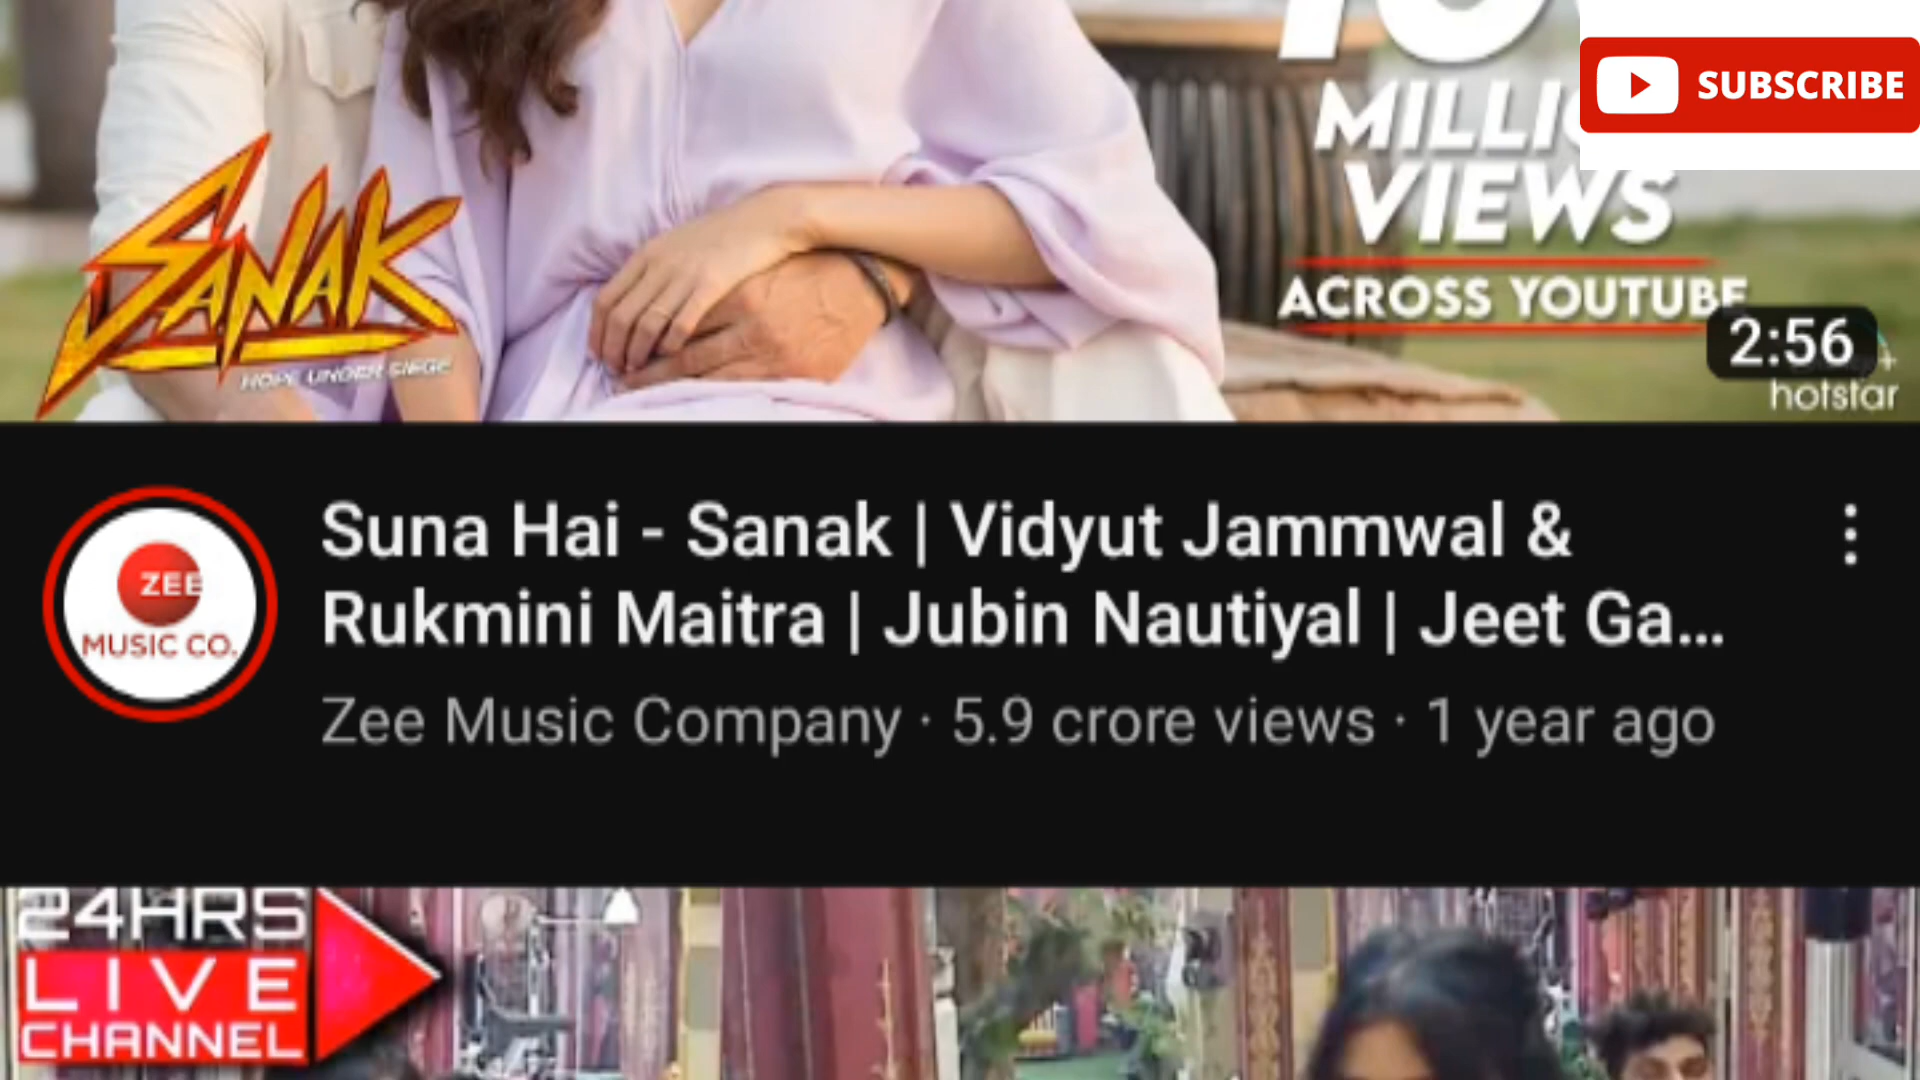 MILLI
SUBSCRIBE
VIEWS
ACROSS YOUTUBE
SANAK
HOPE UNDER SIEGE
2:56
+
hotstar
ZEE
MUSIC CO.
Suna Hai - Sanak | Vidyut Jammwal &
Rukmini Maitra | Jubin Nautiyal | Jeet Ga...
Zee Music Company · 5.9 crore views · 1 year ago
24HRS
LIVE
CHANNEL